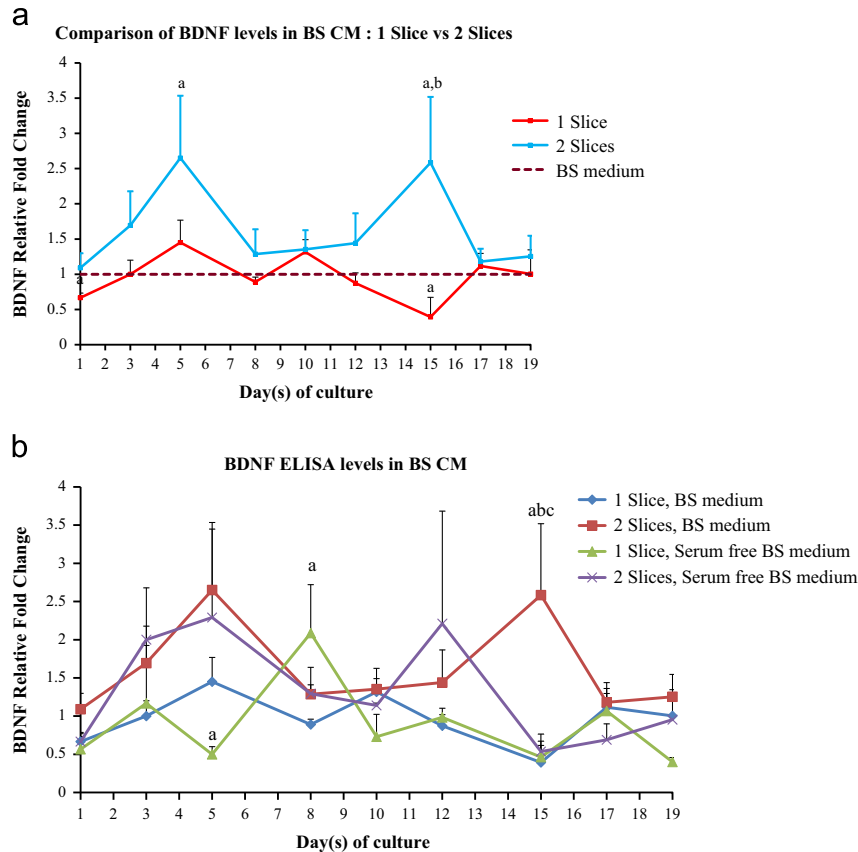 a
Comparison of BDNF levels in BS CM : 1 Slice vs 2 Slices
BDNF Relative Fold Change
4
3.5
3
2.5
2
1.5
1
0.5
0
a
a,b
a
a
1 Slice
2 Slices
BS medium
1 2 3 4 5 6 7 8 9 10 11 12 13 15 16 17 18 19
Day(s) of culture
b
BDNF ELISA levels in BS CM
BDNF Relative Fold Change
4
3.5
3
2.5
2
1.5
1
0.5
0
a
a
abc
1 Slice, BS medium
2 Slices, BS medium
1 Slice, Serum free BS medium
2 Slices, Serum free BS medium
1 2 3 4 5 6 7 8 9 10 11 12 13 15 16 17 18 19
Day(s) of culture